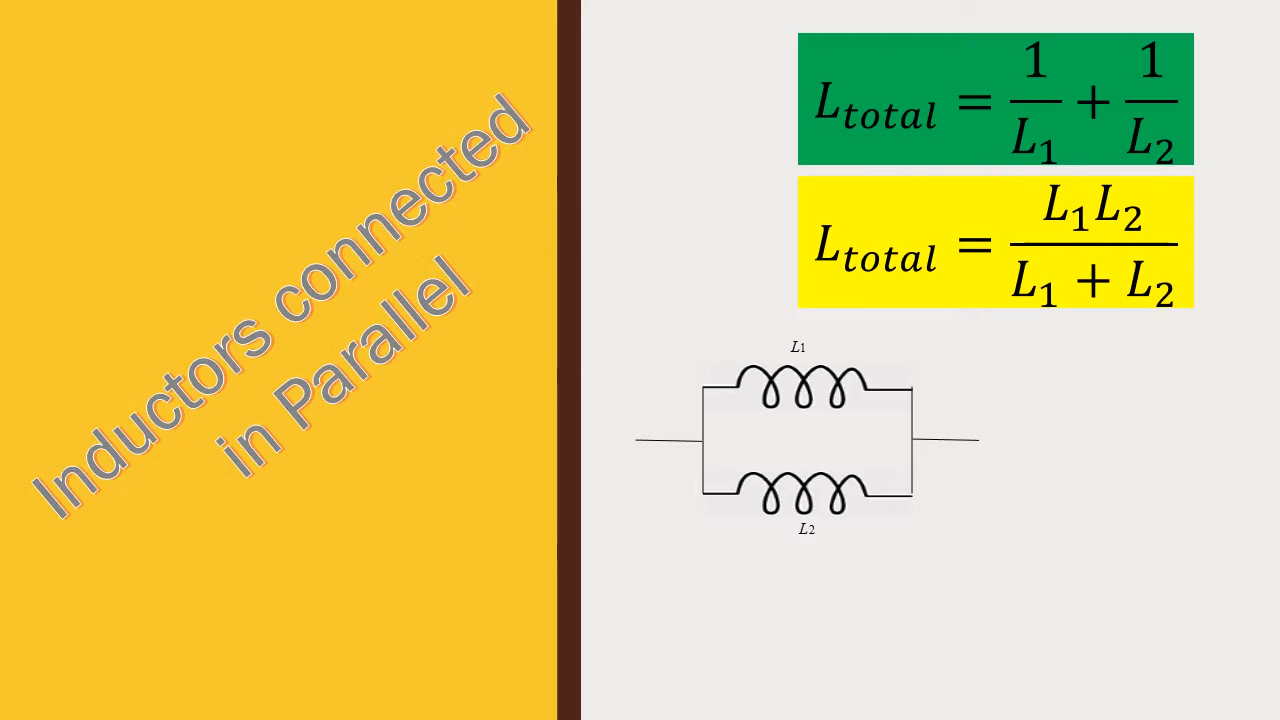 Inductors connected
in Parallel
L_total = 1/L_1 + 1/L_2
L_total = L_1L_2/(L_1 + L_2)
L1
L2